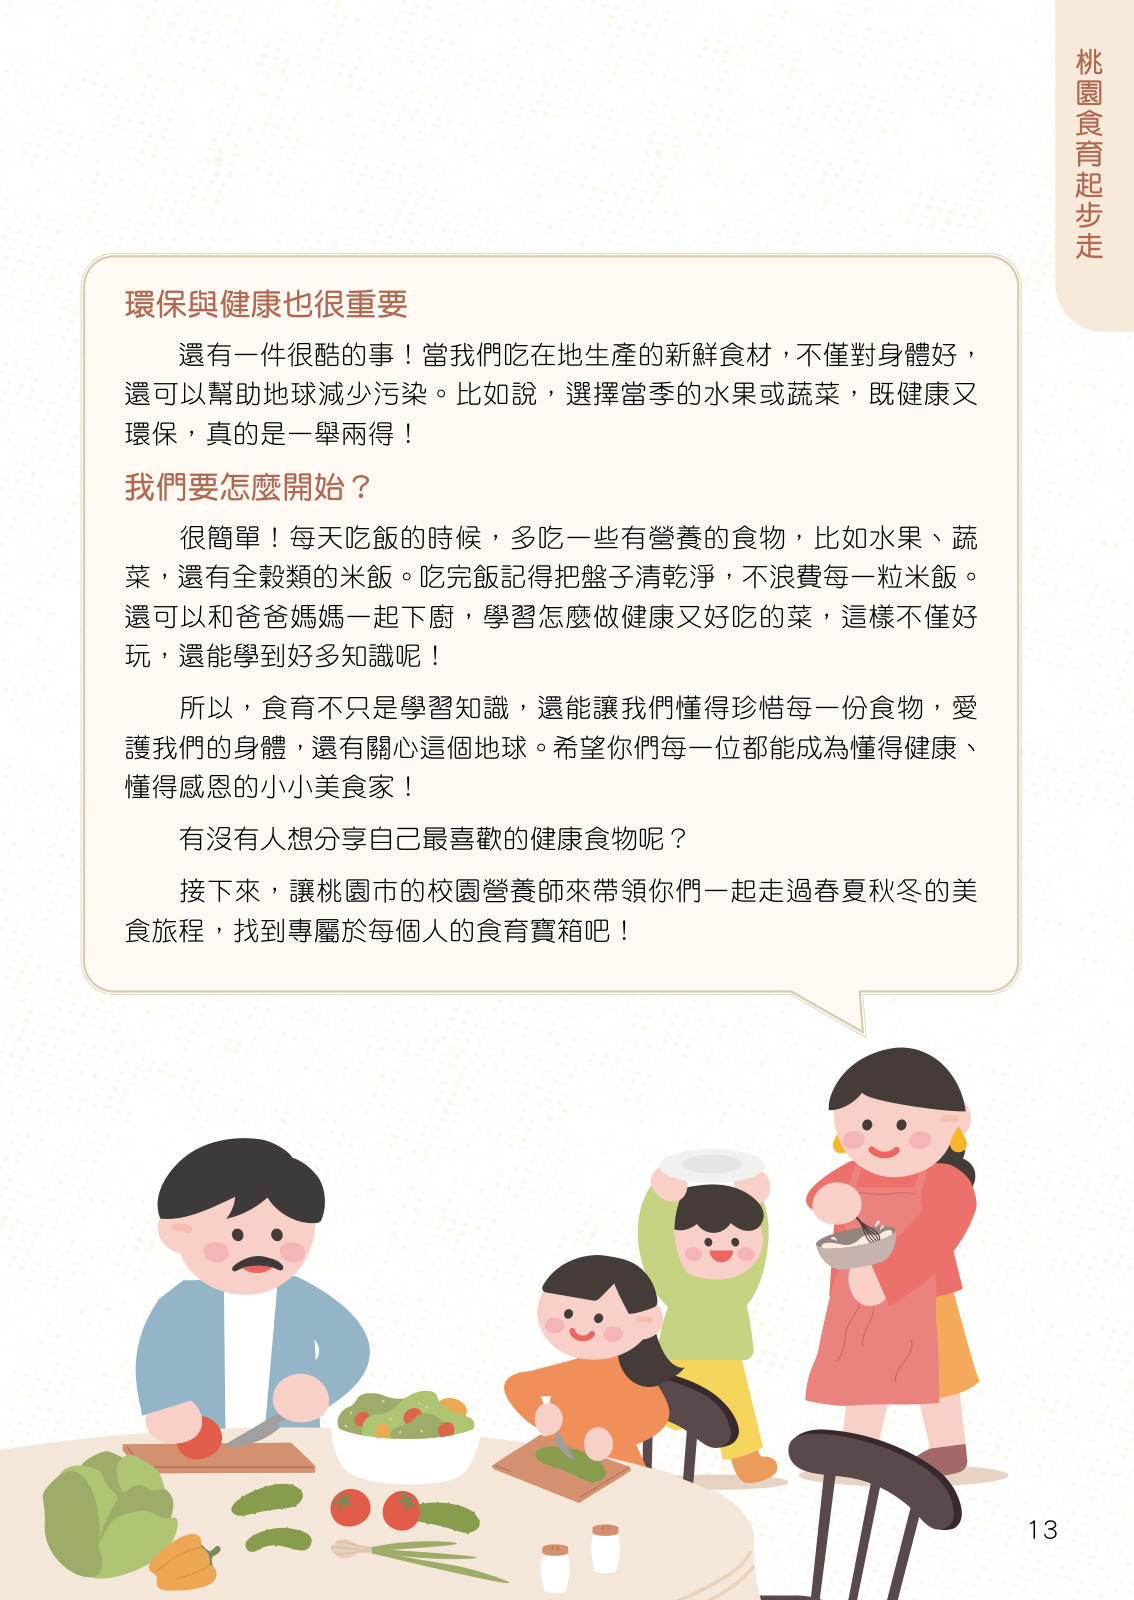 桃園食育起步走
環保與健康也很重要
還有一件很酷的事！當我們吃在地生產的新鮮食材，不僅對身體好，
還可以幫助地球減少污染。比如說，選擇當季的水果或蔬菜，既健康又
環保，真的是一舉兩得！
我們要怎麼開始？
很簡單！每天吃飯的時候，多吃一些有營養的食物，比如水果、蔬
菜，還有全穀類的米飯。吃完飯記得把盤子清乾淨，不浪費每一粒米飯。
還可以和爸爸媽媽一起下廚，學習怎麼做健康又好吃的菜，這樣不僅好
玩，還能學到好多知識呢！
所以，食育不只是學習知識，還能讓我們懂得珍惜每一份食物，愛
護我們的身體，還有關心這個地球。希望你們每一位都能成為懂得健康、
懂得感恩的小小美食家！
有沒有人想分享自己最喜歡的健康食物呢？
接下來，讓桃園市的校園營養師來帶領你們一起走過春夏秋冬的美
食旅程，找到專屬於每個人的食育寶箱吧！
13